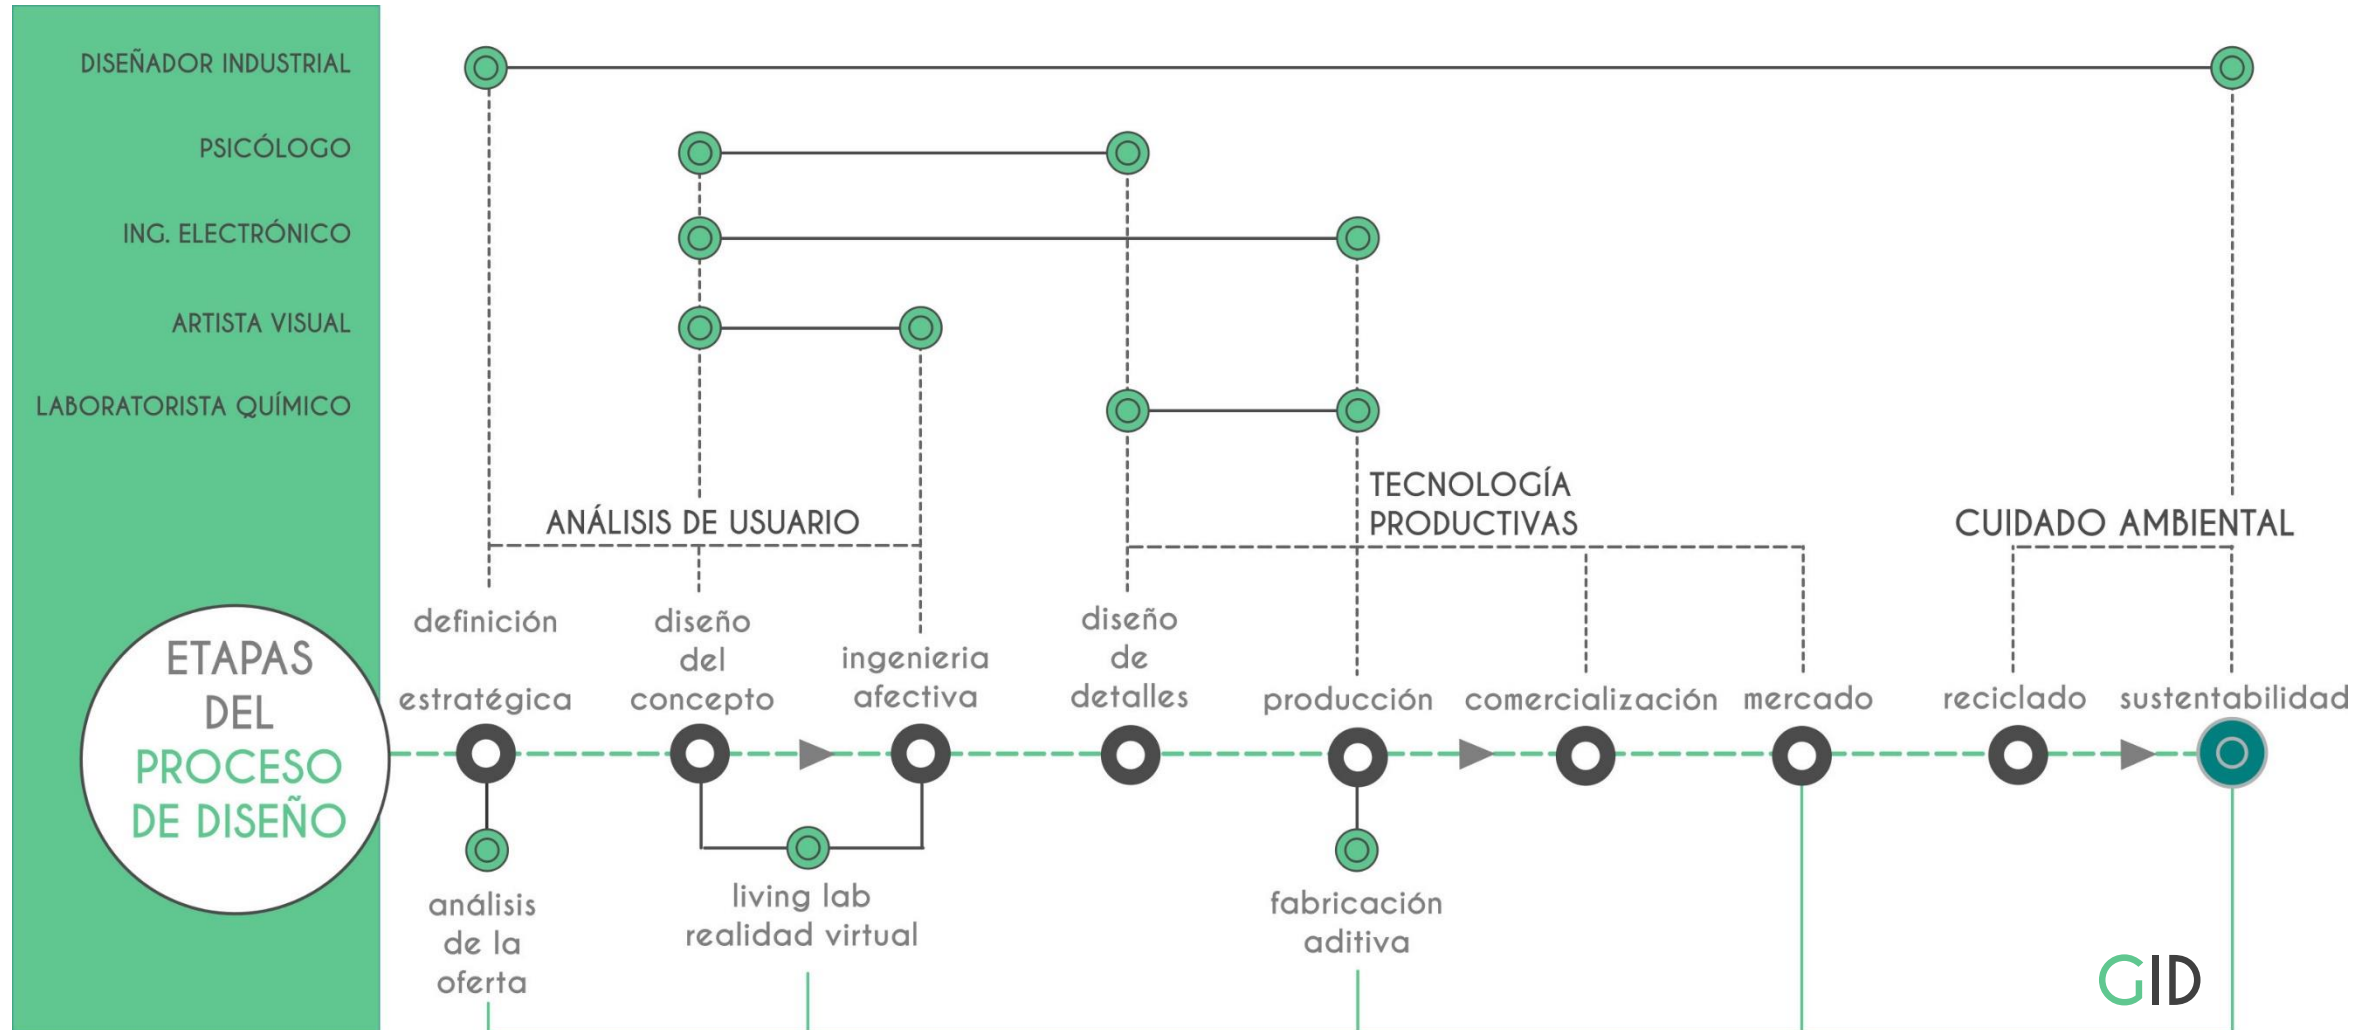 DISEÑADOR INDUSTRIAL
PSICÓLOGO
ING. ELECTRÓNICO
ARTISTA VISUAL
LABORATORISTA QUÍMICO
ANÁLISIS DE USUARIO
TECNOLOGÍA
PRODUCTIVAS
CUIDADO AMBIENTAL
ETAPAS
DEL
PROCESO
DE DISEÑO
definición
estratégica
diseño
del
concepto
ingenieria
afectiva
diseño
de
detalles
producción
comercialización
mercado
reciclado
sustentabilidad
análisis
de la
oferta
living lab
realidad virtual
fabricación
aditiva
GID